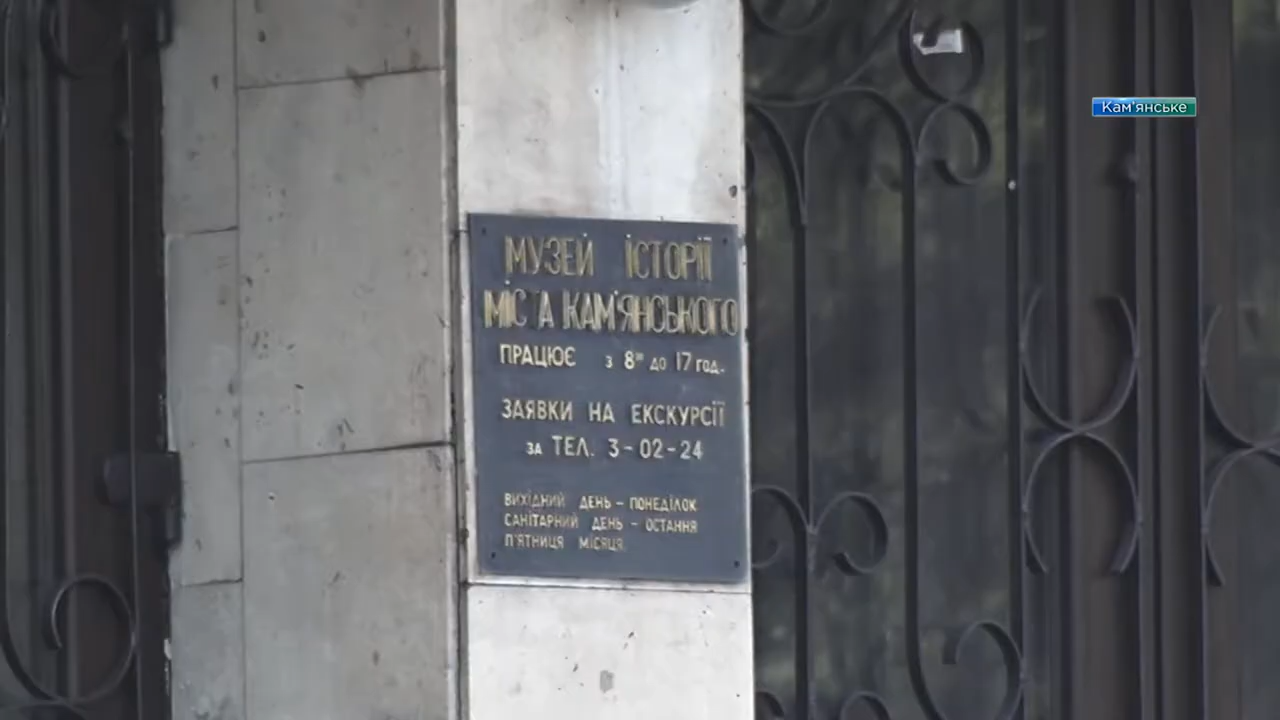 Кам'янське
МУЗЕЙ ІСТОРІЇ
МІСТА КАМ'ЯНСЬКОГО
ПРАЦЮЄ з 8⁰⁰ до 17 год.
ЗАЯВКИ НА ЕКСКУРСІЇ
ЗА ТЕЛ. 3-02-24
ВИХІДНИЙ ДЕНЬ - ПОНЕДІЛОК
САНІТАРНИЙ ДЕНЬ - ОСТАННЯ
П'ЯТНИЦЯ МІСЯЦЯ